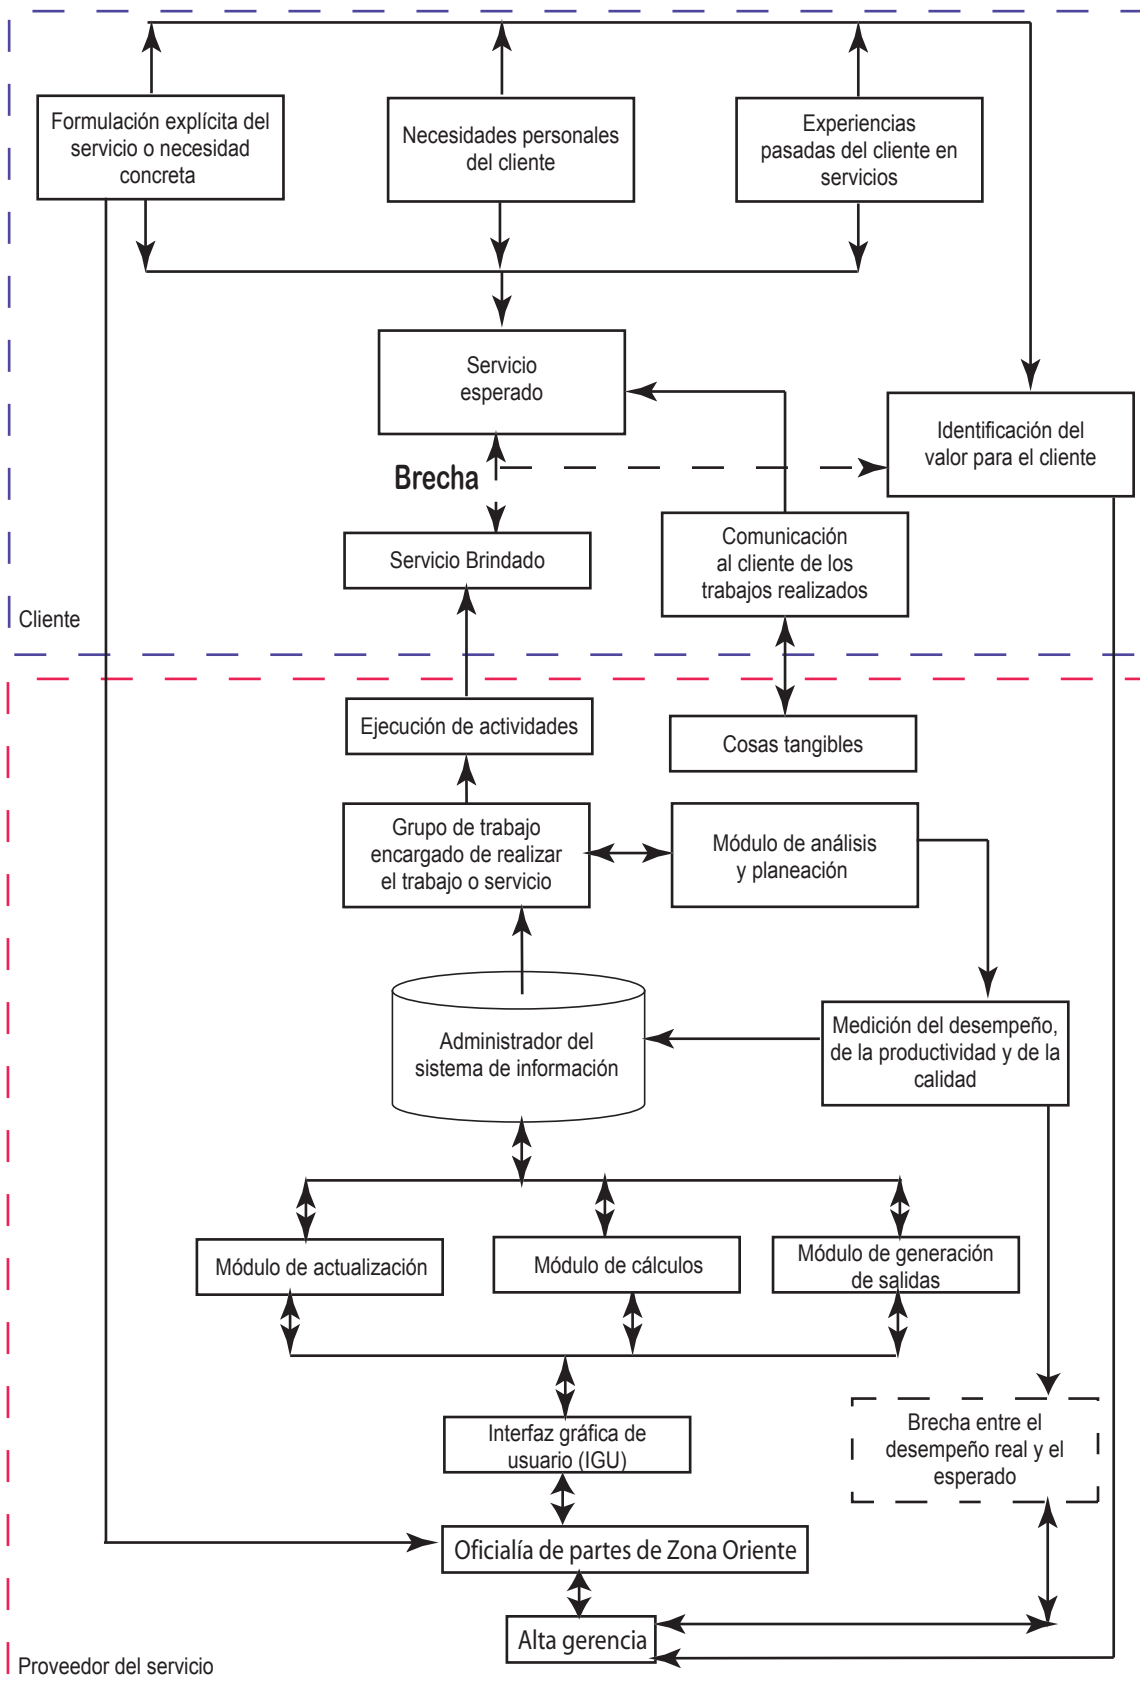 Formulación explícita del
servicio o necesidad
concreta
Necesidades personales
del cliente
Experiencias
pasadas del cliente en
servicios
Servicio
esperado
Identificación del
valor para el cliente
Brecha
Servicio Brindado
Comunicación
al cliente de los
trabajos realizados
Cliente
Ejecución de actividades
Cosas tangibles
Grupo de trabajo
encargado de realizar
el trabajo o servicio
Módulo de análisis
y planeación
Administrador del
sistema de información
Medición del desempeño,
de la productividad y de la
calidad
Módulo de actualización
Módulo de cálculos
Módulo de generación
de salidas
Interfaz gráfica de
usuario (IGU)
Brecha entre el
desempeño real y el
esperado
Oficialía de partes de Zona Oriente
Alta gerencia
Proveedor del servicio